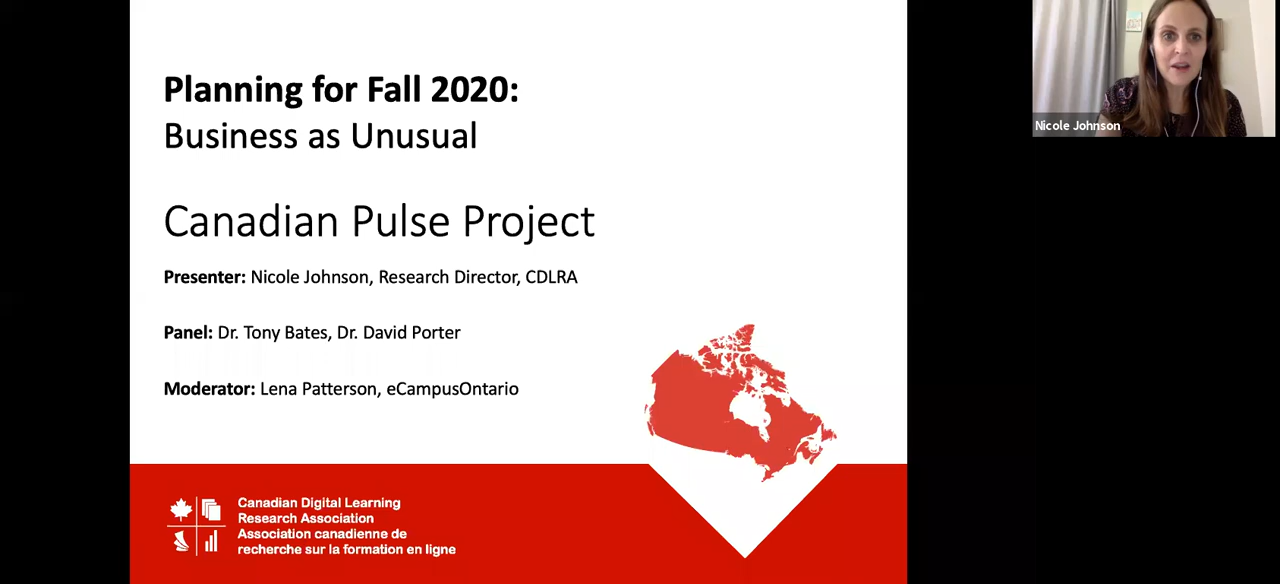 Planning for Fall 2020:
Business as Unusual
Canadian Pulse Project
Presenter: Nicole Johnson, Research Director, CDLRA
Panel: Dr. Tony Bates, Dr. David Porter
Moderator: Lena Patterson, eCampusOntario
Canadian Digital Learning
Research Association
Association canadienne de
recherche sur la formation en ligne
Nicole Johnson